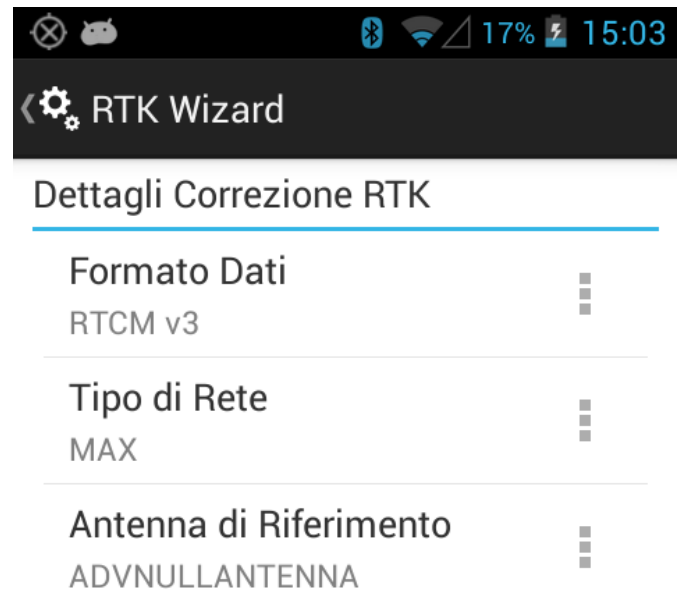 17% 15:03
RTK Wizard
Dettagli Correzione RTK
Formato Dati
RTCM v3
Tipo di Rete
MAX
Antenna di Riferimento
ADVNULLANTENNA